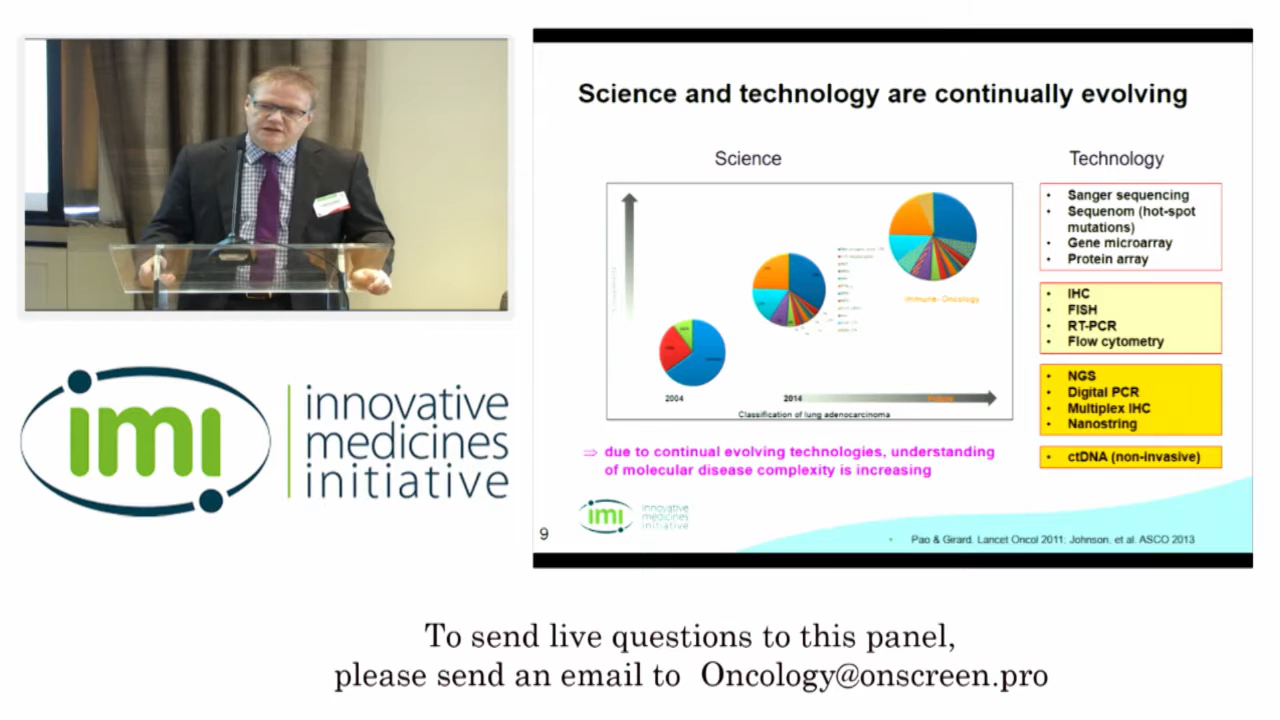 Science and technology are continually evolving
Science
Technology
• Sanger sequencing
• Sequenom (hot-spot
mutations)
• Gene microarray
• Protein array
• IHC
• FISH
• RT-PCR
• Flow cytometry
• NGS
• Digital PCR
• Multiplex IHC
• Nanostring
• ctDNA (non-invasive)
Immune- Oncology
2004
2014
Future
Classification of lung adenocarcinoma
⇒ due to continual evolving technologies, understanding
of molecular disease complexity is increasing
imi
innovative
medicines
initiative
9
• Pao & Girard. Lancet Oncol 2011; Johnson. et al. ASCO 2013
imi
innovative
medicines
initiative
To send live questions to this panel,
please send an email to Oncology@onscreen.pro